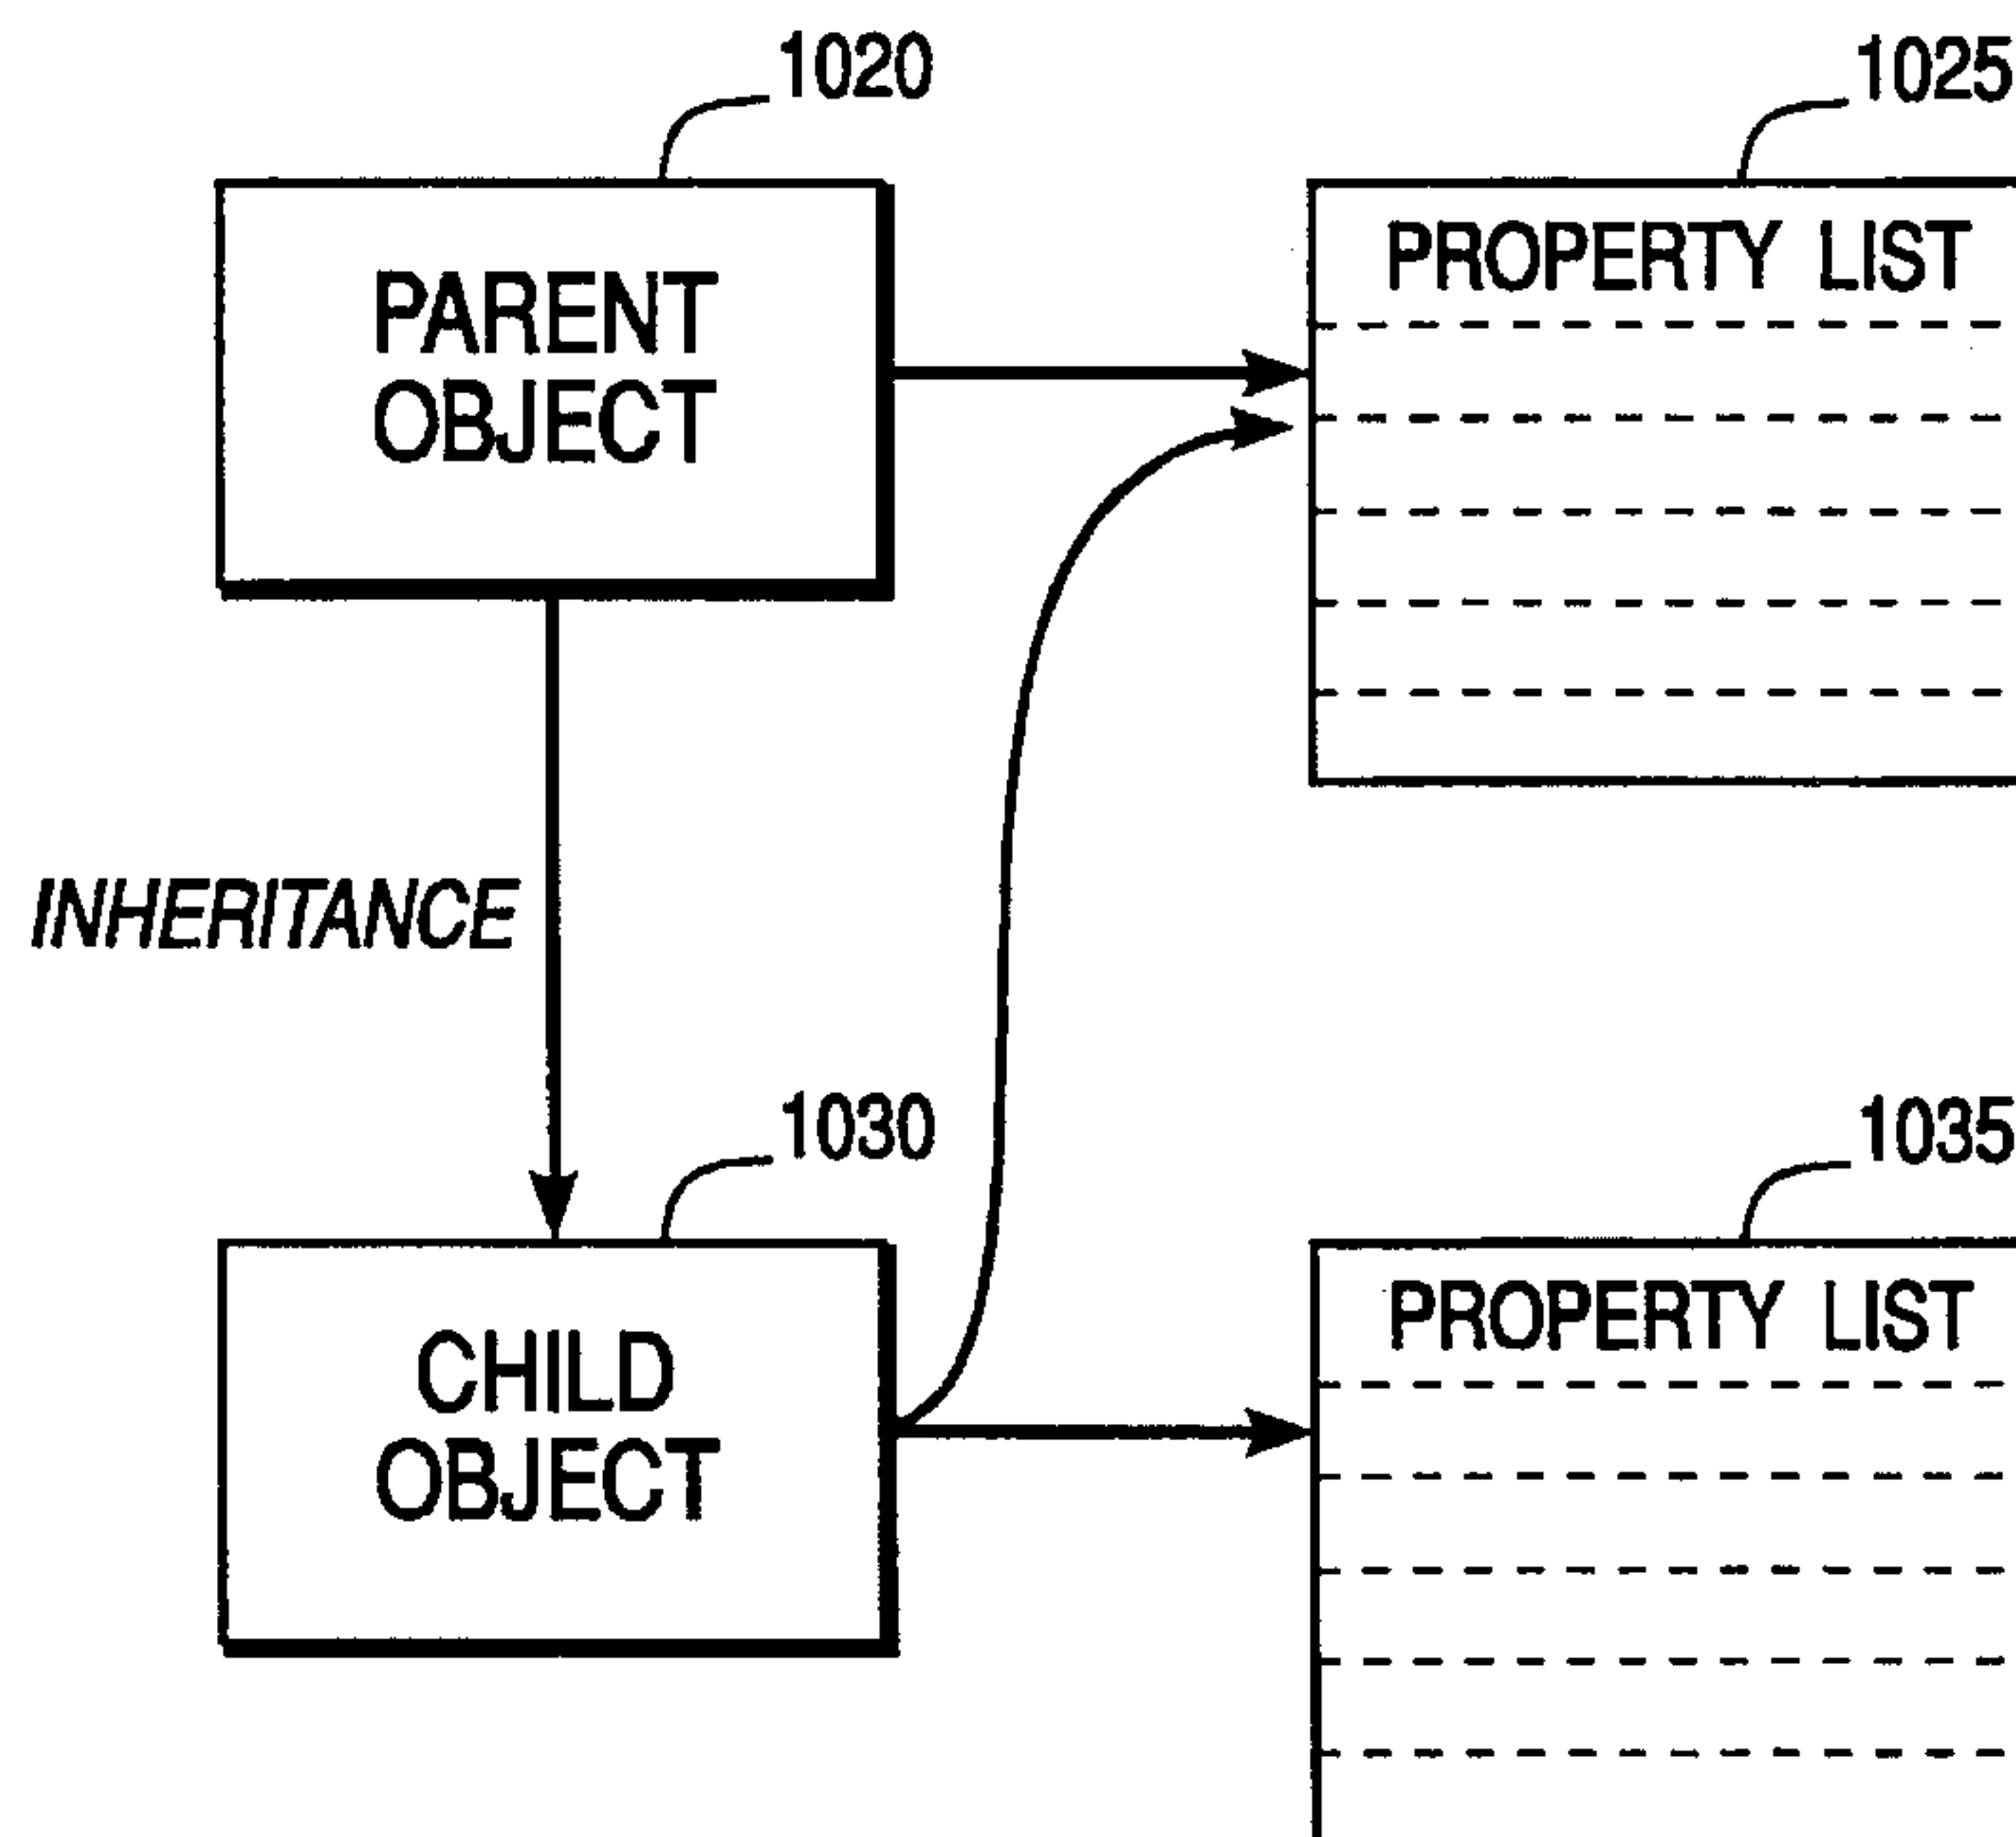 1020
1025
PARENT
OBJECT
PROPERTY LIST
INHERITANCE
1030
1035
CHILD
OBJECT
PROPERTY LIST